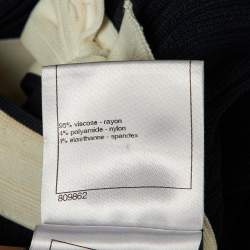 95% viscose - rayon
4% polyamide - nylon
1% elasthanne - spandex
809862